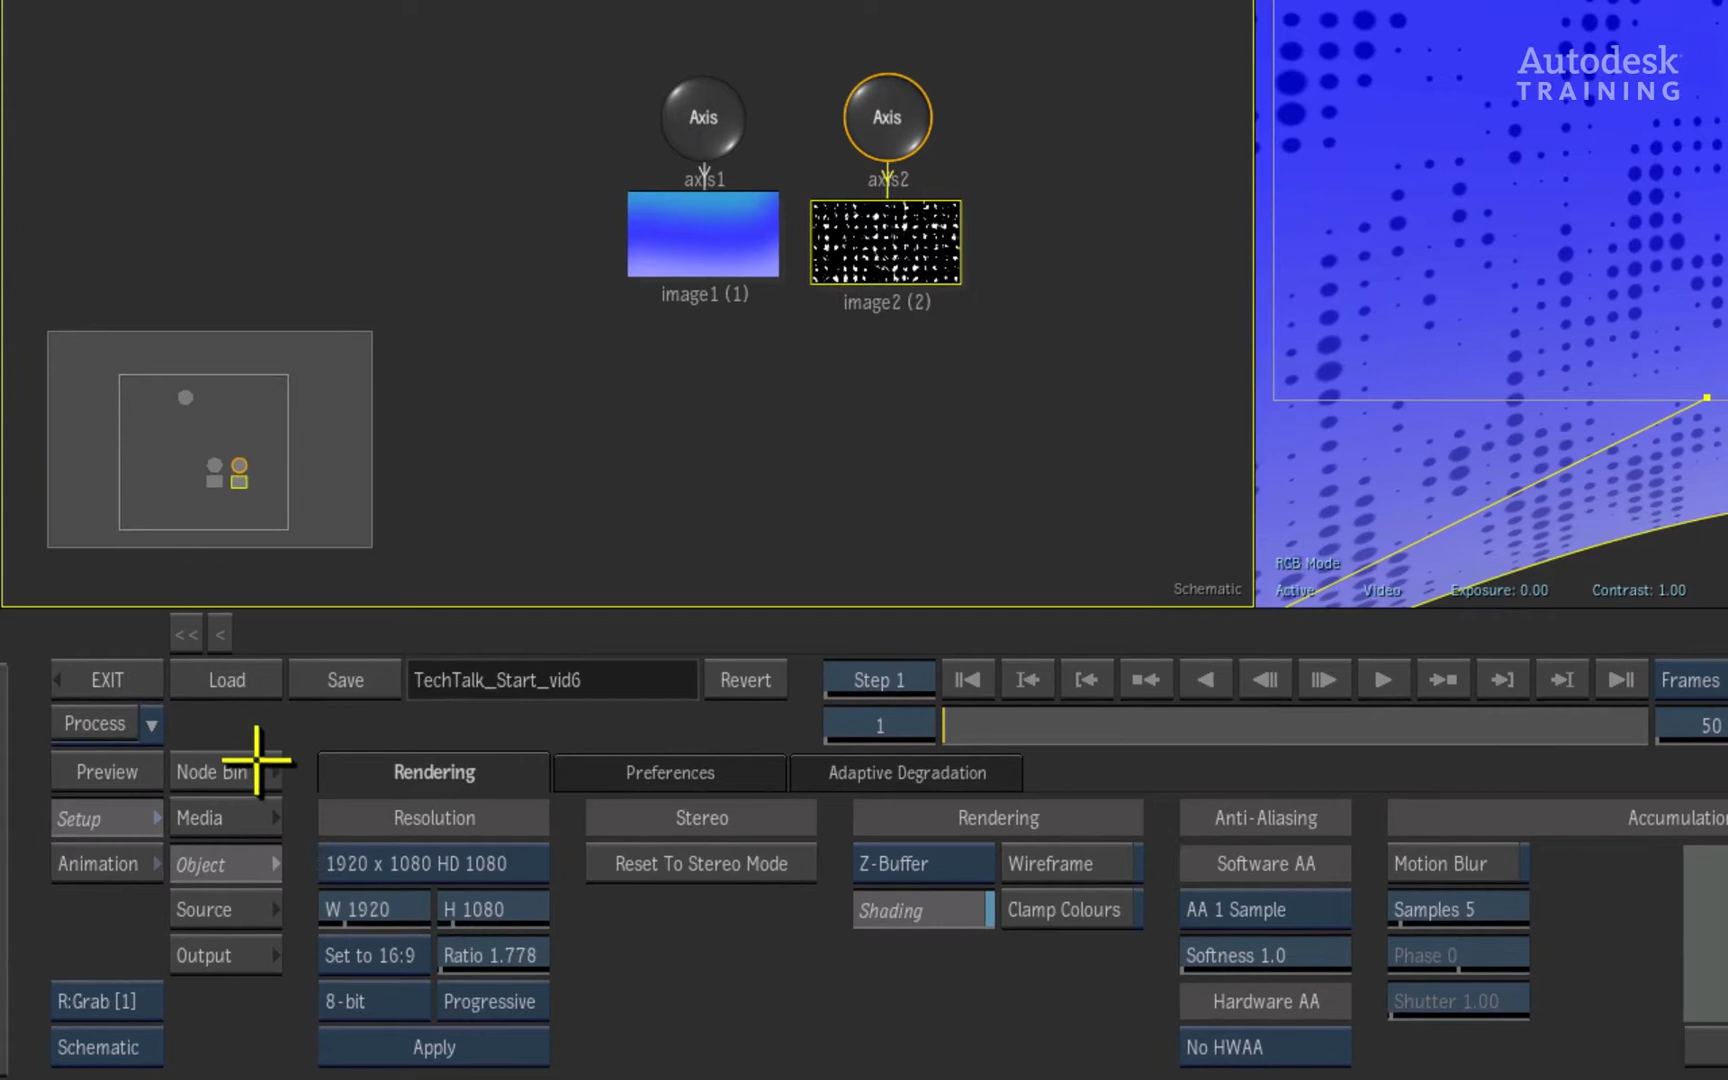 Autodesk
TRAINING
Axis
Axis
axis1
axis2
image1 (1)
image2 (2)
Schematic
RGB Mode
Active
Video
Exposure: 0.00
Contrast: 1.00
<< <
EXIT
Load
Save
TechTalk_Start_vid6
Revert
Step 1
Frames
Process
1
50
Preview
Node Bin
Rendering
Preferences
Adaptive Degradation
Setup
Media
Resolution
Stereo
Rendering
Anti-Aliasing
Animation
Object
1920 x 1080 HD 1080
Reset To Stereo Mode
Z-Buffer
Wireframe
Software AA
Motion Blur
Source
W 1920
H 1080
Shading
Clamp Colours
AA 1 Sample
Samples 5
Output
Set to 16:9
Ratio 1.778
Softness 1.0
Phase 0
R:Grab [1]
8-bit
Progressive
Hardware AA
Shutter 1.00
Schematic
Apply
No HWAA